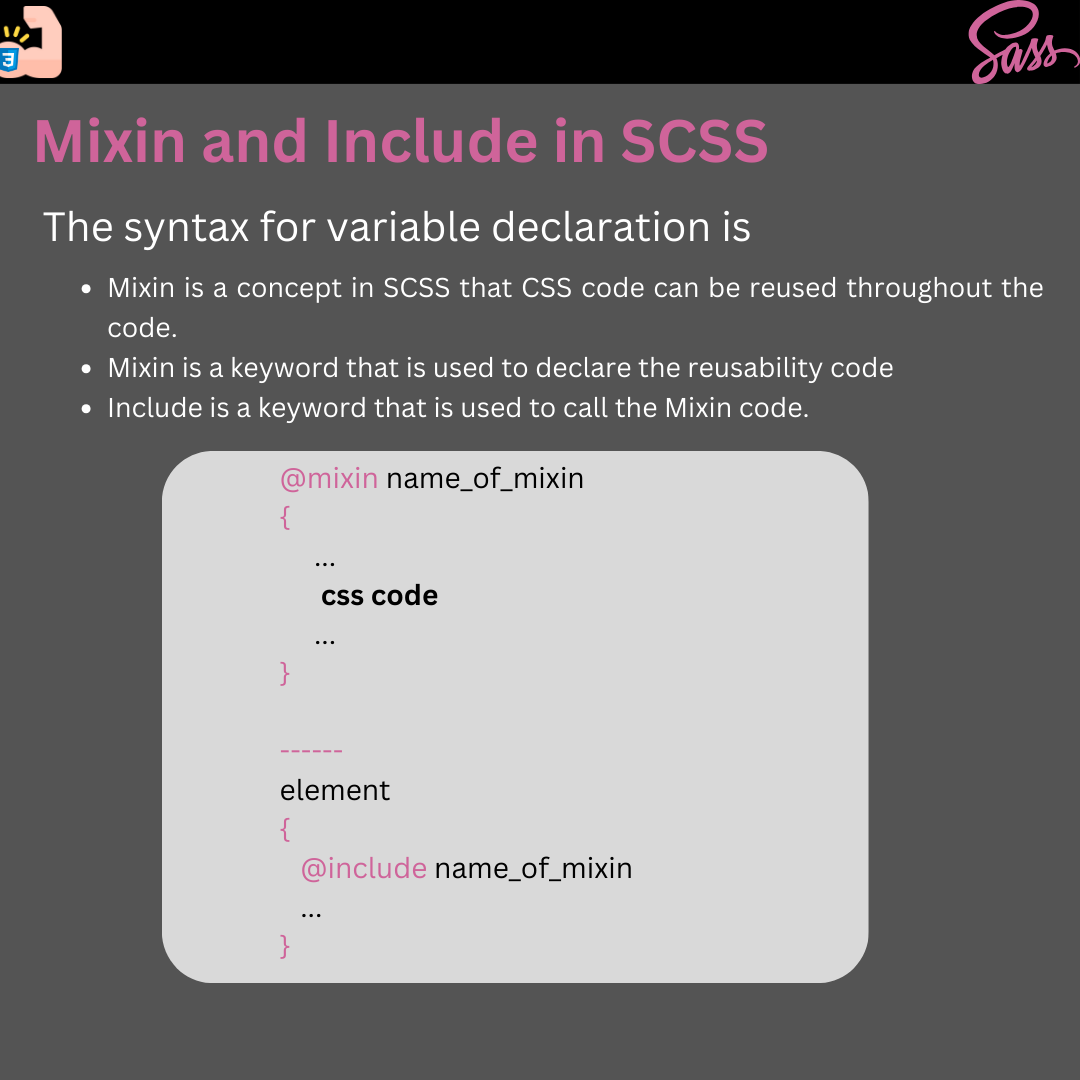 3
Sass
Mixin and Include in SCSS
The syntax for variable declaration is
• Mixin is a concept in SCSS that CSS code can be reused throughout the
code.
• Mixin is a keyword that is used to declare the reusability code
• Include is a keyword that is used to call the Mixin code.
@mixin name_of_mixin
{
...
css code
...
}
------
element
{
@include name_of_mixin
...
}